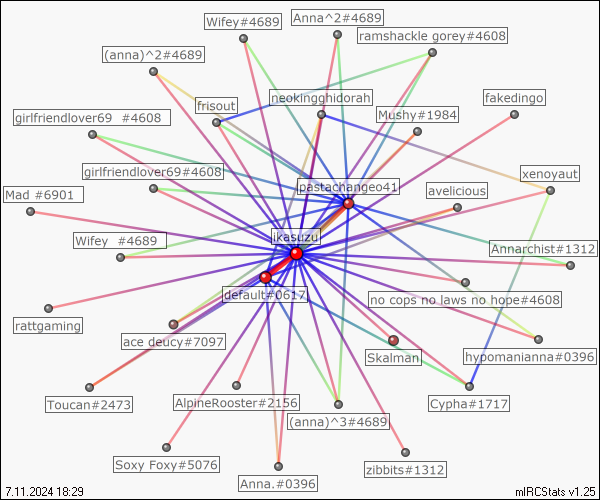 Anna^2#4689
Wifey#4689
ramshackle gorey#4608
(anna)^2#4689
neokingghidorah
fakedingo
frisout
Mushy#1984
girlfriendlover69 #4608
girlfriendlover69#4608
xenoyaut
pastachangeo41
avelicious
Mad #6901
ikasuzu
Wifey #4689
Annarchist#1312
default#0617
no cops no laws no hope#4608
rattgaming
ace deucy#7097
Skalman
hypomanianna#0396
Toucan#2473
AlpineRooster#2156
Cypha#1717
(anna)^3#4689
Soxy Foxy#5076
zibbits#1312
Anna.#0396
7.11.2024 18:29
mIRCStats v1.25